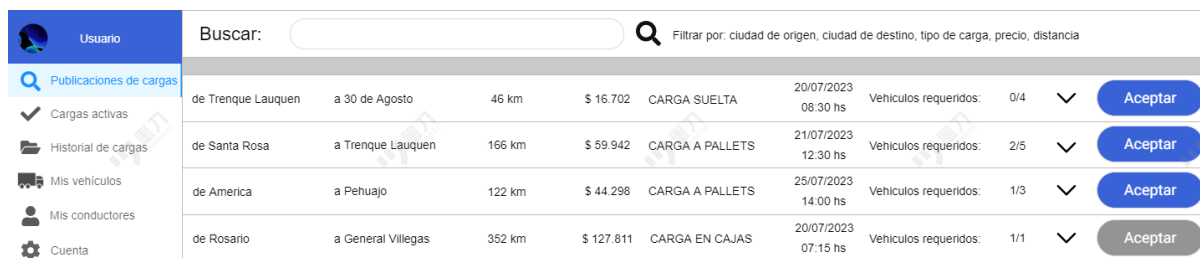 Usuario
Buscar:
Filtrar por: ciudad de origen, ciudad de destino, tipo de carga, precio, distancia
Publicaciones de cargas
Cargas activas
Historial de cargas
Mis vehículos
Mis conductores
Cuenta
de Trenque Lauquen a 30 de Agosto 46 km $ 16.702 CARGA SUELTA 20/07/2023 08:30 hs Vehiculos requeridos: 0/4 Aceptar
de Santa Rosa a Trenque Lauquen 166 km $ 59.942 CARGA A PALLETS 21/07/2023 12:30 hs Vehiculos requeridos: 2/5 Aceptar
de America a Pehuajo 122 km $ 44.298 CARGA A PALLETS 25/07/2023 14:00 hs Vehiculos requeridos: 1/3 Aceptar
de Rosario a General Villegas 352 km $ 127.811 CARGA EN CAJAS 20/07/2023 07:15 hs Vehiculos requeridos: 1/1 Aceptar